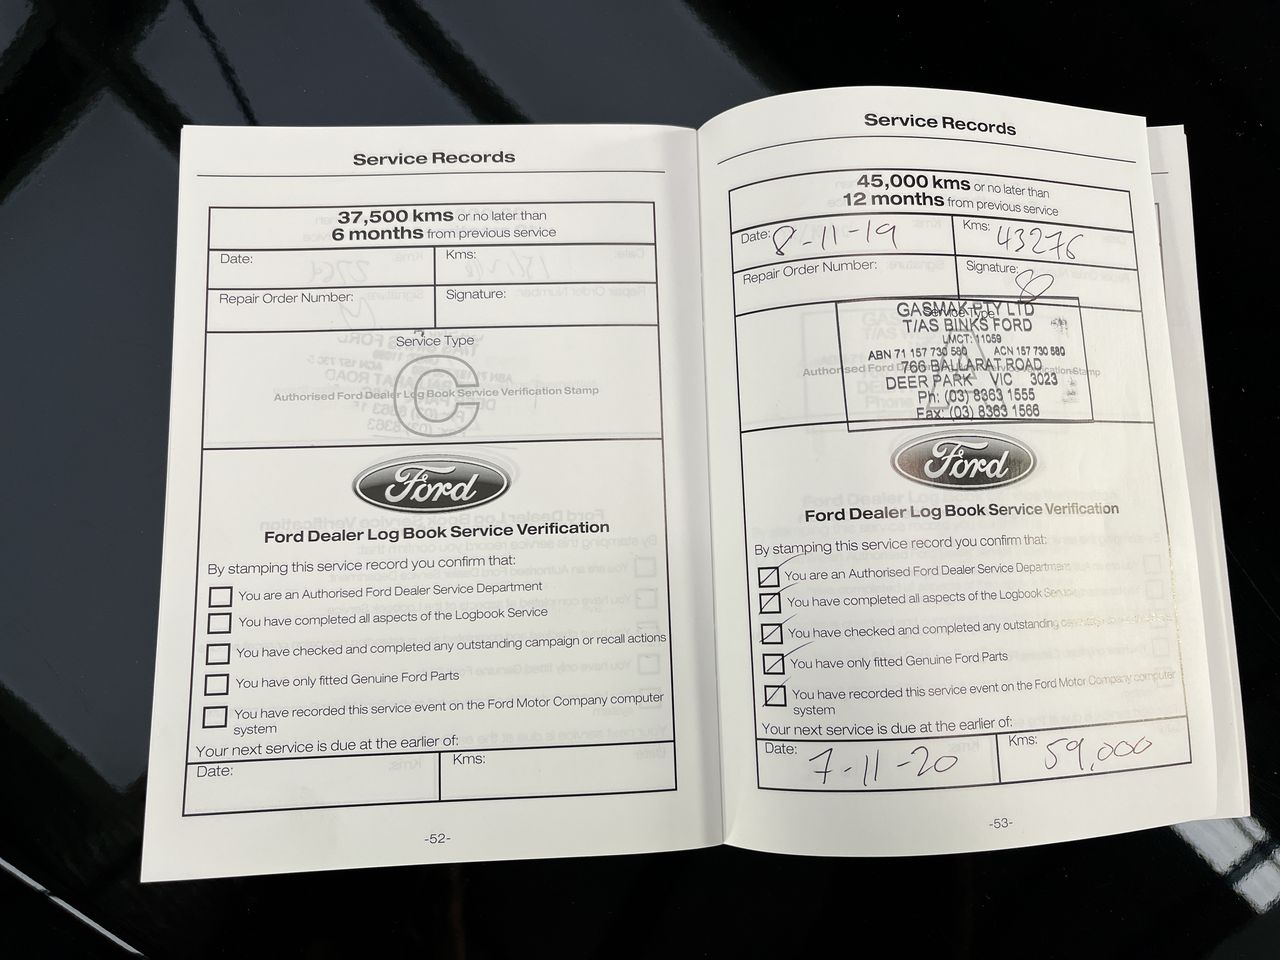 Service Records
37,500 kms or no later than
6 months from previous service
Date:
Kms:
Repair Order Number:
Signature:
Service Type
C
Authorised Ford Dealer Log Book Service Verification Stamp
Ford
Ford Dealer Log Book Service Verification
By stamping this service record you confirm that:
You are an Authorised Ford Dealer Service Department
You have completed all aspects of the Logbook Service
You have checked and completed any outstanding campaign or recall actions
You have only fitted Genuine Ford Parts
You have recorded this service event on the Ford Motor Company computer
system
Your next service is due at the earlier of:
Date:
Kms:
-52-
Service Records
45,000 kms or no later than
12 months from previous service
Date: 8-11-19
Kms: 43276
Repair Order Number:
Signature:
Service Type
A
GASMAK PTY LTD
T/AS BINKS FORD
LMCT: 11059
ABN 71 157 730 580 ACN 157 730 580
Authorised Ford
Stamp
766 BALLARAT ROAD
DEER PARK VIC 3023
Ph: (03) 8363 1555
Fax: (03) 8363 1566
Ford
Ford Dealer Log Book Service Verification
By stamping this service record you confirm that:
You are an Authorised Ford Dealer Service Department
You have completed all aspects of the Logbook Service
You have checked and completed any outstanding
You have only fitted Genuine Ford Parts
You have recorded this service event on the Ford Motor Company computer
system
Your next service is due at the earlier of:
Date: 7-11-20
Kms: 59,000
-53-